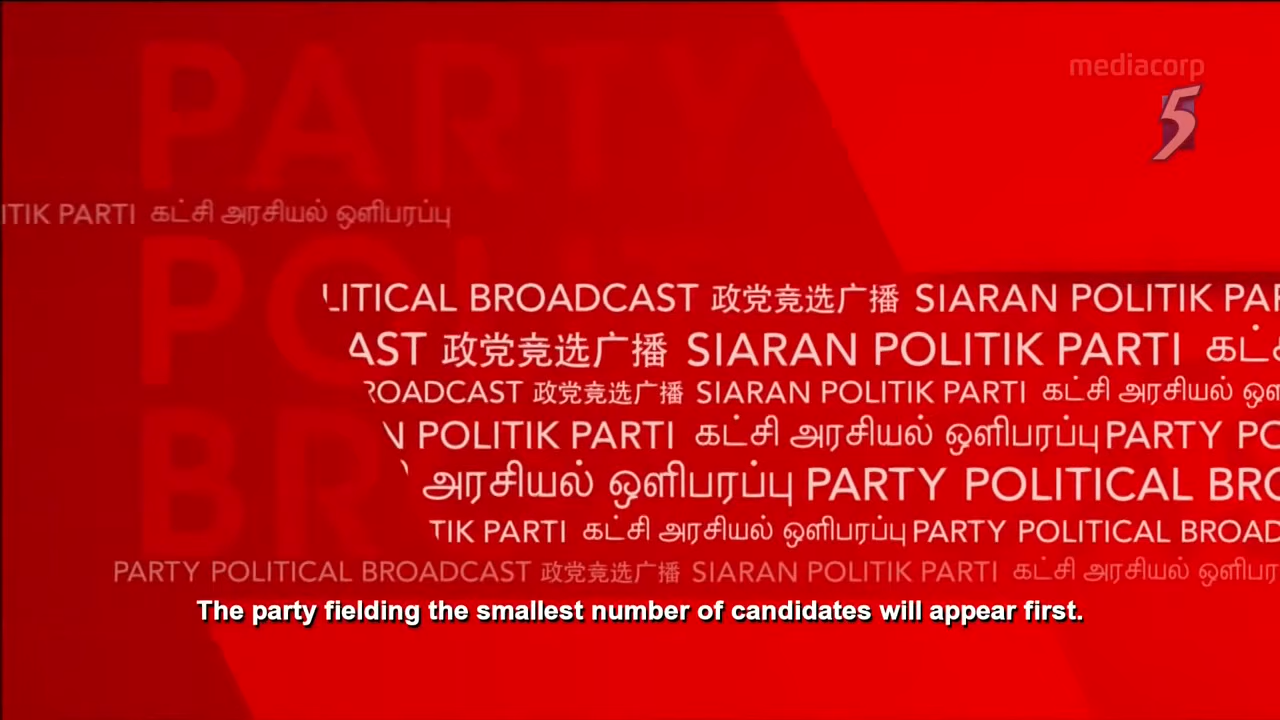 mediacorp
5
PARTY
ITIK PARTI கட்சி அரசியல் ஒளிபரப்பு
PO
LITICAL BROADCAST 政党竞选广播 SIARAN POLITIK PAR
AST 政党竞选广播 SIARAN POLITIK PARTI கட்சி
ROADCAST 政党竞选广播 SIARAN POLITIK PARTI கட்சி அரசியல் ஒளி
N POLITIK PARTI கட்சி அரசியல் ஒளிபரப்பு PARTY PO
BR
அரசியல் ஒளிபரப்பு PARTY POLITICAL BRO
TIK PARTI கட்சி அரசியல் ஒளிபரப்பு PARTY POLITICAL BROAD
PARTY POLITICAL BROADCAST 政党竞选广播 SIARAN POLITIK PARTI கட்சி அரசியல் ஒளிபர
The party fielding the smallest number of candidates will appear first.